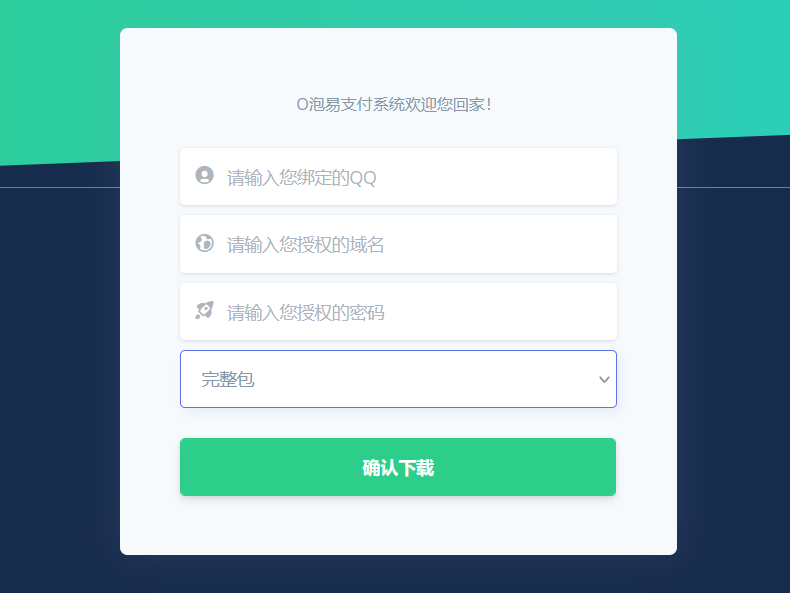 O泡易支付系统欢迎您回家!
请输入您绑定的QQ
请输入您授权的域名
请输入您授权的密码
完整包
确认下载